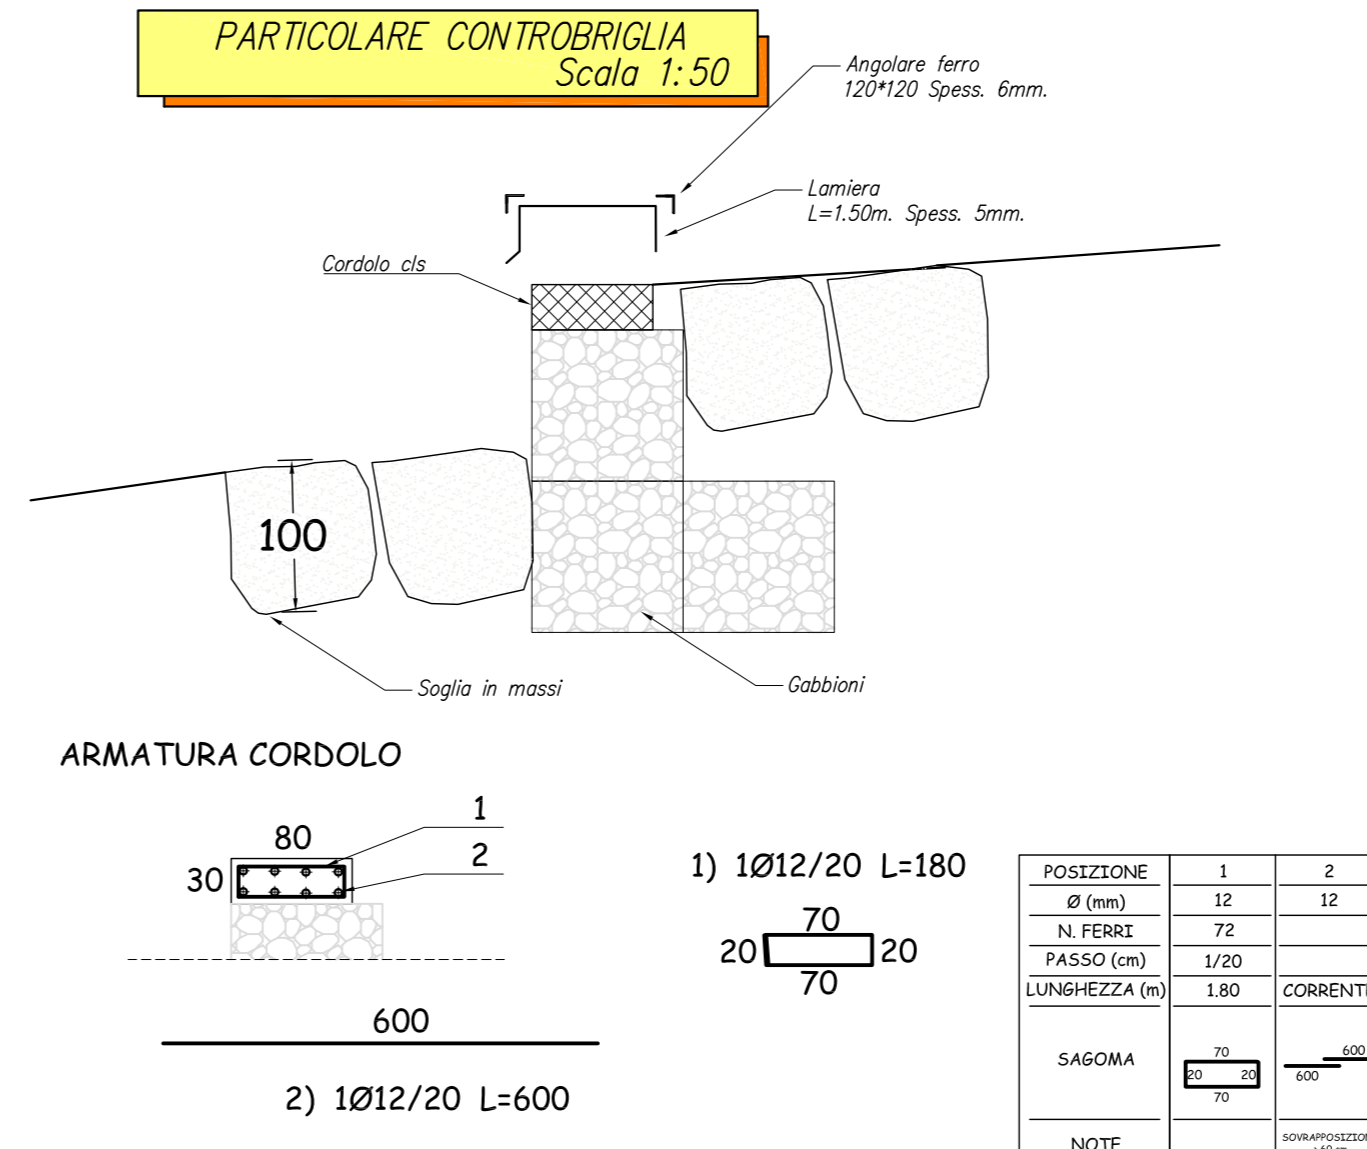 PARTICOLARE CONTROBRIGLIA
Scala 1:50
Angolare ferro
120*120 Spess. 6mm.
Lamiera
L=1.50m. Spess. 5mm.
Cordolo cls
100
Soglia in massi
Gabbioni
ARMATURA CORDOLO
1
80
2
30
1) 1Ø12/20 L=180
70
20 20
70
600
2) 1Ø12/20 L=600
POSIZIONE 1 2
Ø (mm) 12 12
N. FERRI 72
PASSO (cm) 1/20
LUNGHEZZA (m) 1.80 CORRENT
SAGOMA
70
20 20
70
600
600
NOTE
SOVRAPPOSIZION